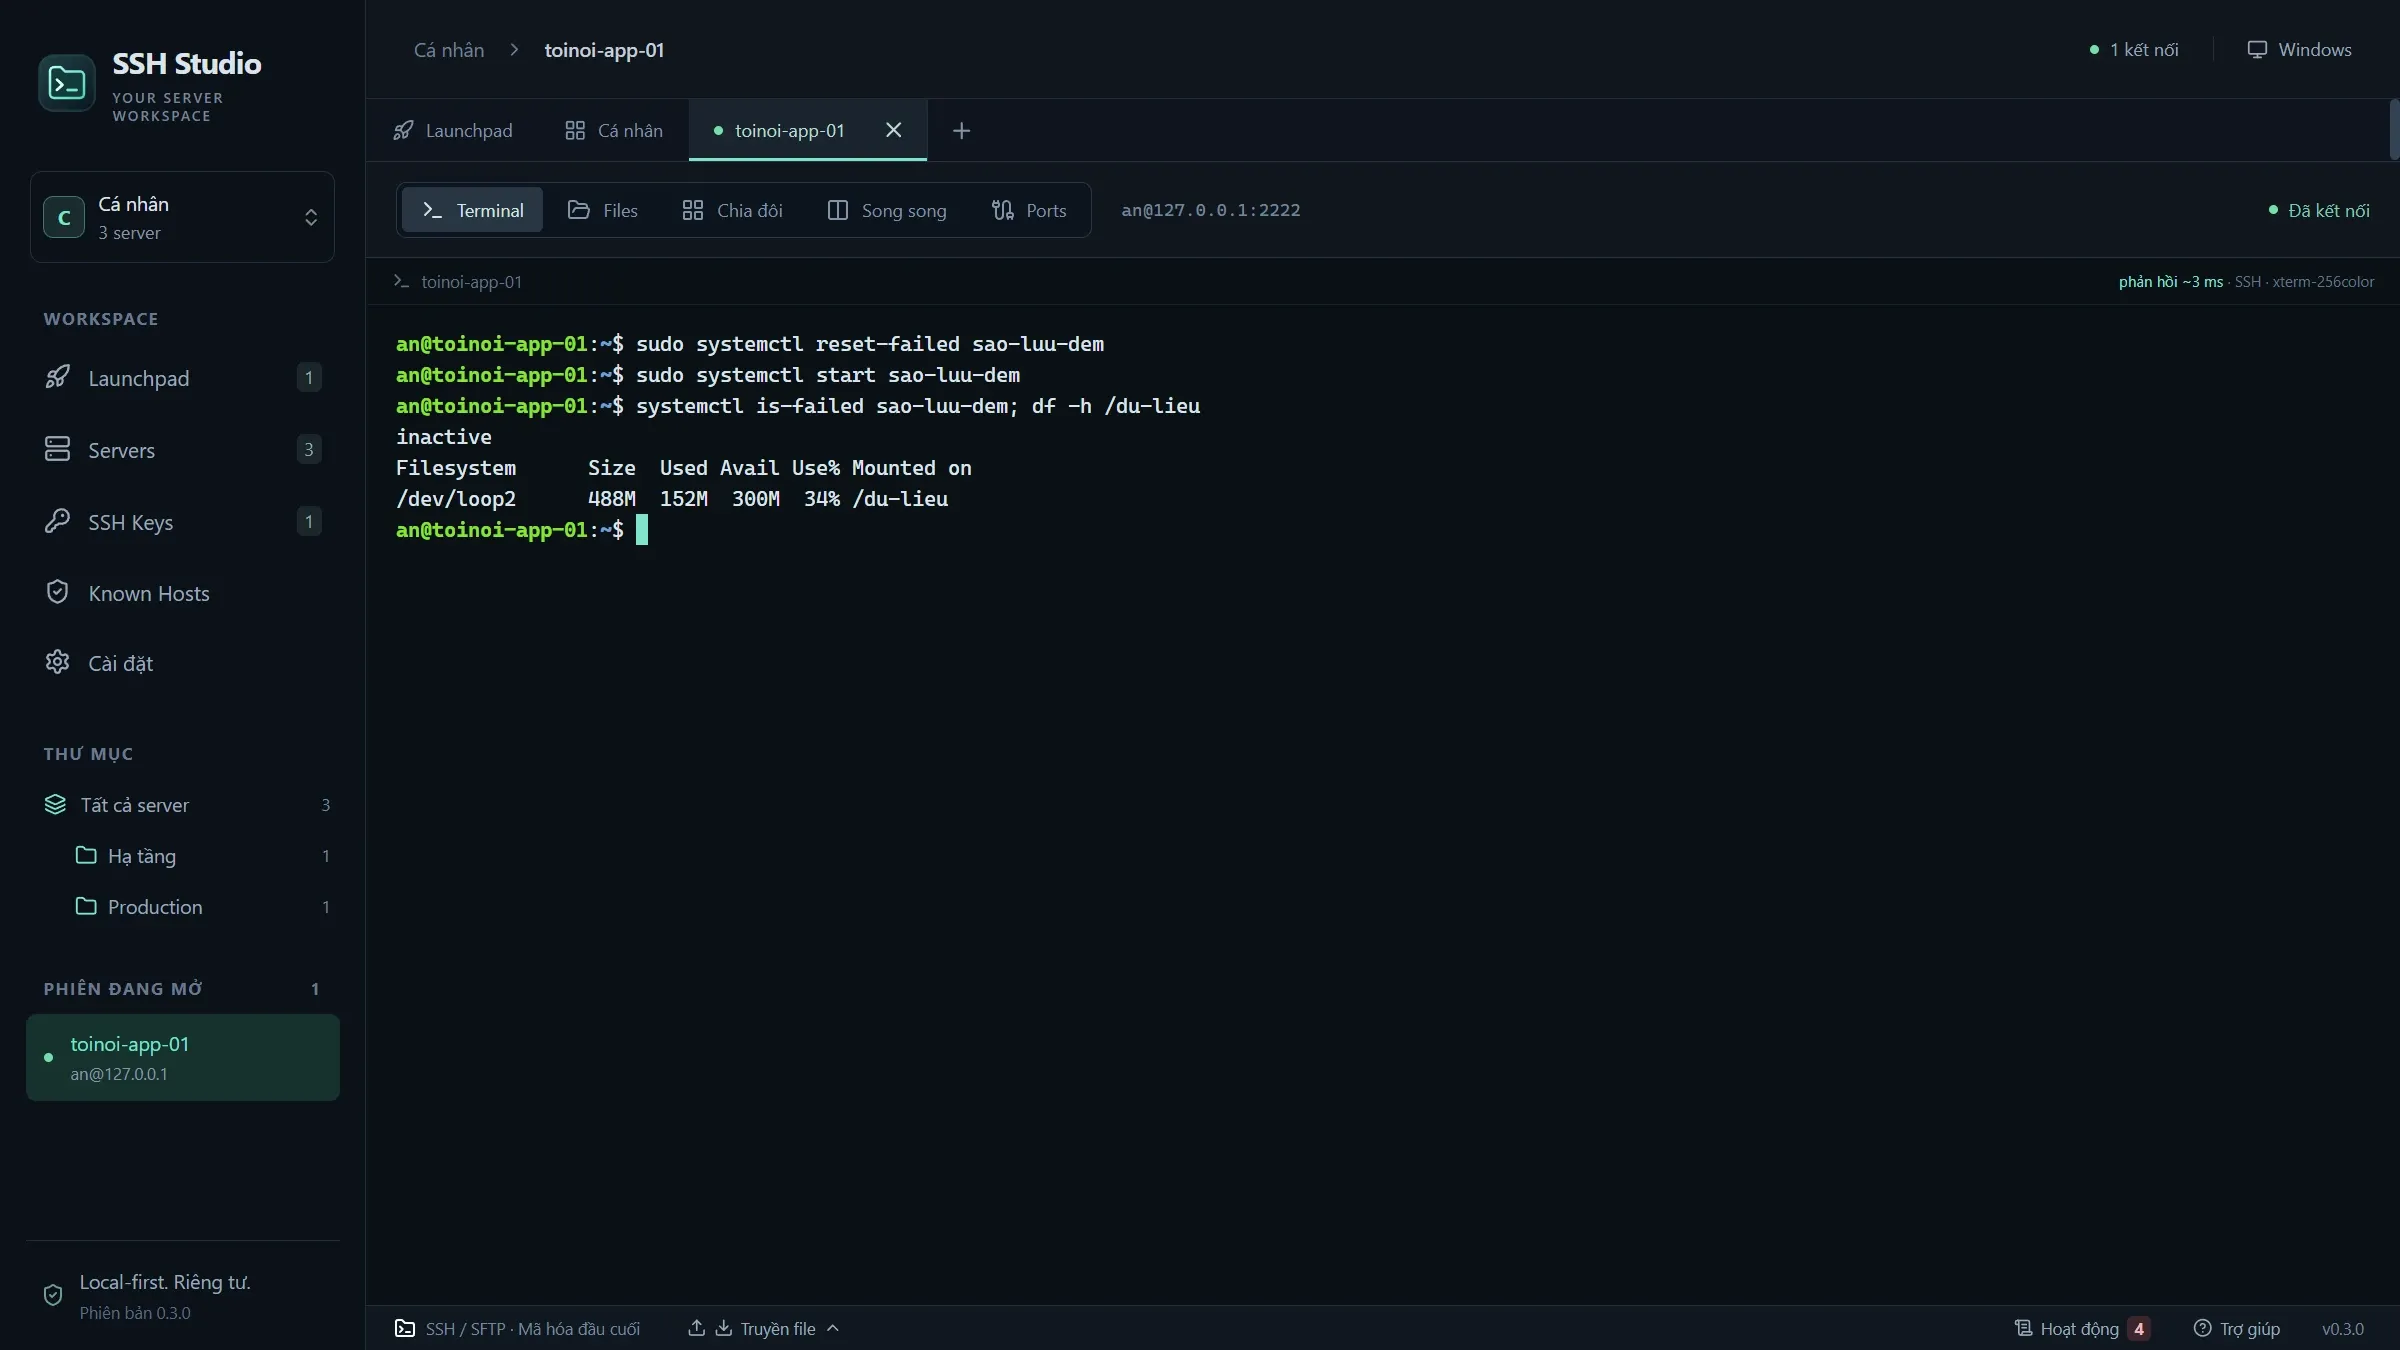 SSH Studio
YOUR SERVER
WORKSPACE
C
Cá nhân
3 server
WORKSPACE
Launchpad 1
Servers 3
SSH Keys 1
Known Hosts
Cài đặt
THƯ MỤC
Tất cả server 3
Hạ tầng 1
Production 1
PHIÊN ĐANG MỞ 1
toinoi-app-01
an@127.0.0.1
Local-first. Riêng tư.
Phiên bản 0.3.0
Cá nhân > toinoi-app-01
1 kết nối
Windows
Launchpad
Cá nhân
toinoi-app-01
Terminal
Files
Chia đôi
Song song
Ports
an@127.0.0.1:2222
Đã kết nối
toinoi-app-01
phản hồi ~3 ms · SSH · xterm-256color
an@toinoi-app-01:~$ sudo systemctl reset-failed sao-luu-dem
an@toinoi-app-01:~$ sudo systemctl start sao-luu-dem
an@toinoi-app-01:~$ systemctl is-failed sao-luu-dem; df -h /du-lieu
inactive
Filesystem      Size  Used Avail Use% Mounted on
/dev/loop2      488M  152M  300M  34% /du-lieu
an@toinoi-app-01:~$
SSH / SFTP · Mã hóa đầu cuối
Truyền file
Hoạt động 4
Trợ giúp
v0.3.0